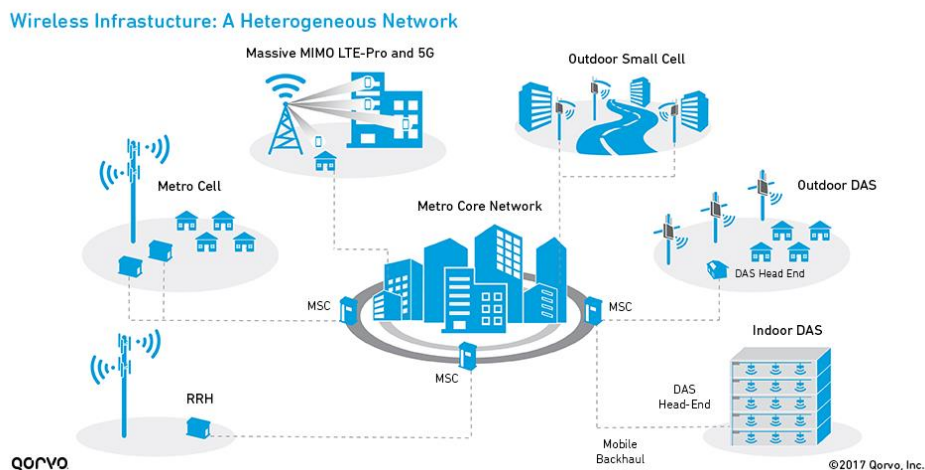 Wireless Infrastucture: A Heterogeneous Network
Massive MIMO LTE-Pro and 5G
Outdoor Small Cell
Metro Cell
Metro Core Network
Outdoor DAS
DAS Head End
MSC
MSC
MSC
Indoor DAS
RRH
DAS
Head-End
Mobile
Backhaul
QORVO
©2017 Qorvo, Inc.